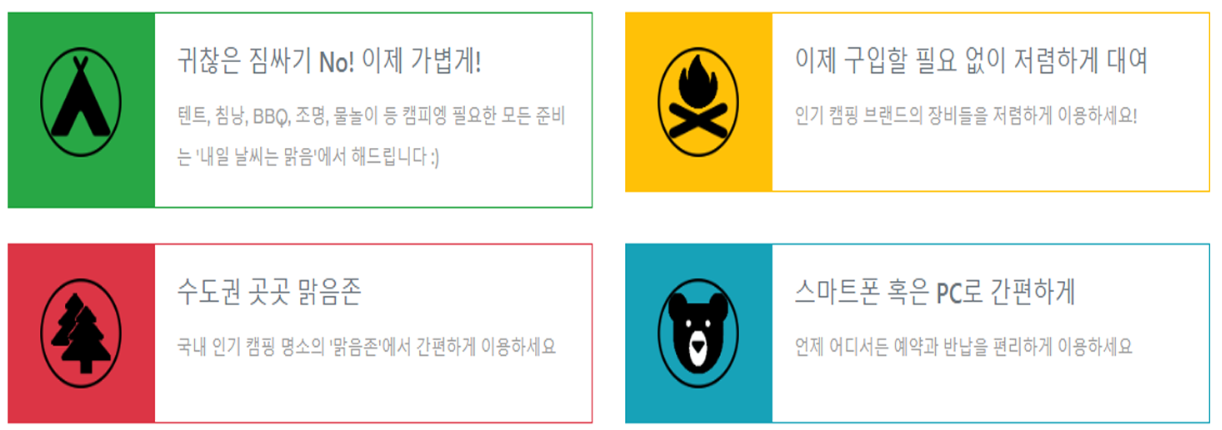 귀찮은 짐싸기 No! 이제 가볍게!
텐트, 침낭, BBQ, 조명, 물놀이 등 캠피엥 필요한 모든 준비
는 '내일 날씨는 맑음'에서 해드립니다 :)
이제 구입할 필요 없이 저렴하게 대여
인기 캠핑 브랜드의 장비들을 저렴하게 이용하세요!
수도권 곳곳 맑음존
국내 인기 캠핑 명소의 '맑음존'에서 간편하게 이용하세요
스마트폰 혹은 PC로 간편하게
언제 어디서든 예약과 반납을 편리하게 이용하세요